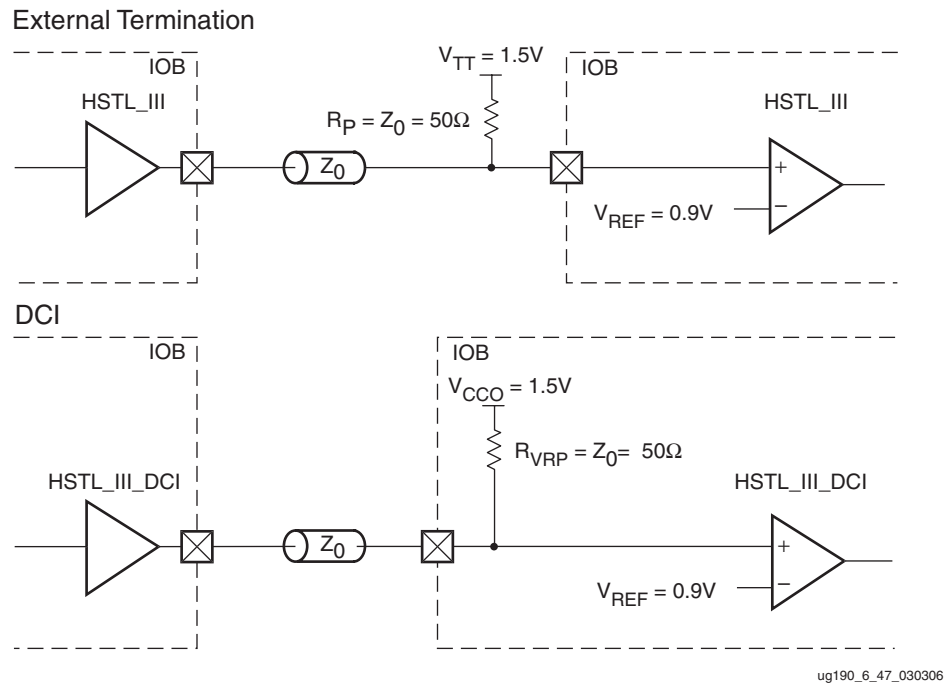 External Termination
IOB
HSTL_III
V_TT = 1.5V
R_P = Z_0 = 50Ω
Z_0
IOB
HSTL_III
+
V_REF = 0.9V
−
DCI
IOB
HSTL_III_DCI
Z_0
IOB
V_CCO = 1.5V
R_VRP = Z_0= 50Ω
HSTL_III_DCI
+
V_REF = 0.9V
−
ug190_6_47_030306